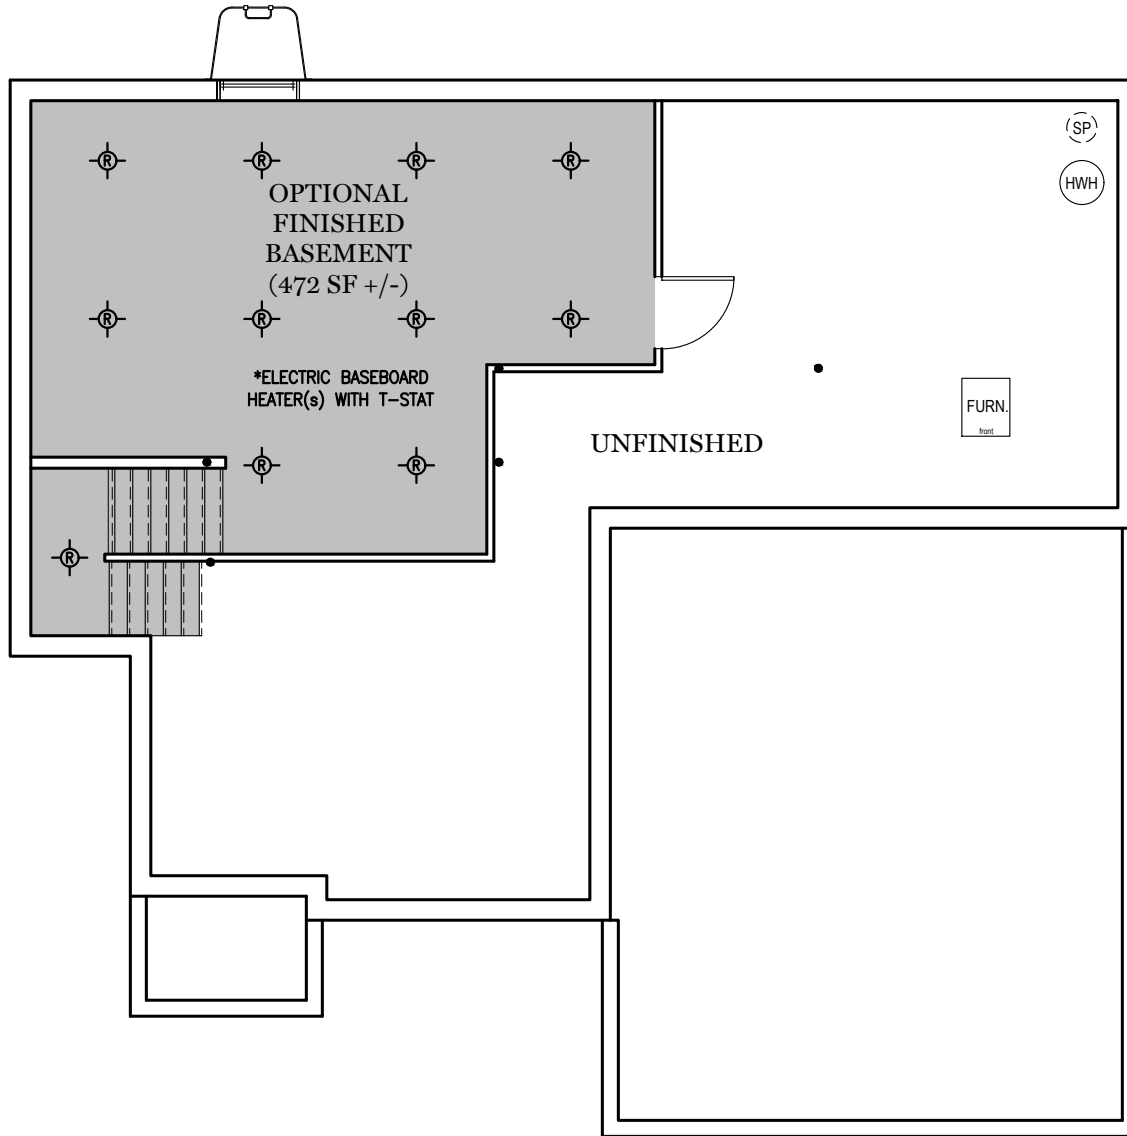 SP
R R R R
HWH
OPTIONAL
FINISHED
BASEMENT
(472 SF +/-)
R R R R
*ELECTRIC BASEBOARD
HEATER(s) WITH T-STAT
FURN.
front
UNFINISHED
R R
R